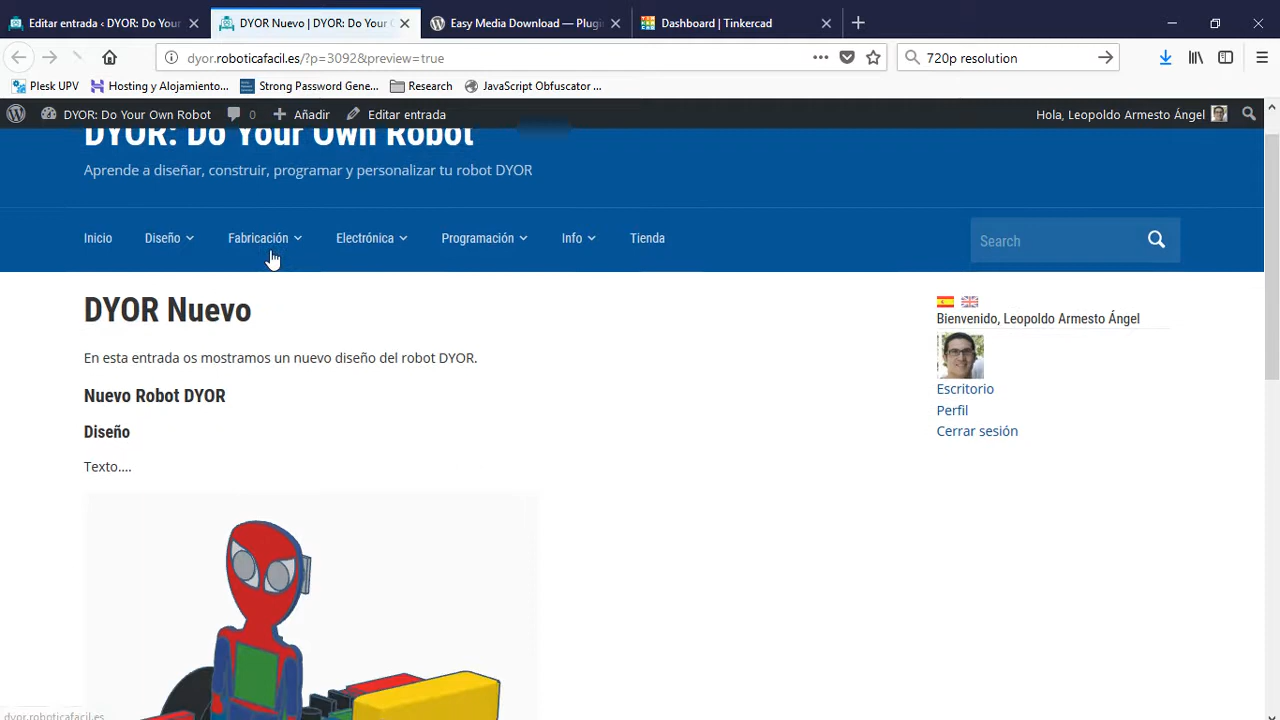 Editar entrada ‹ DYOR: Do Your
DYOR Nuevo | DYOR: Do Your
Easy Media Download — Plugin
Dashboard | Tinkercad
dyor.roboticafacil.es/?p=3092&preview=true
720p resolution
Plesk UPV
Hosting y Alojamiento...
Strong Password Gene...
Research
JavaScript Obfuscator ...
DYOR: Do Your Own Robot
0
Añadir
Editar entrada
Hola, Leopoldo Armesto Ángel
DYOR: Do Your Own Robot
Aprende a diseñar, construir, programar y personalizar tu robot DYOR
Inicio
Diseño
Fabricación
Electrónica
Programación
Info
Tienda
Search
DYOR Nuevo
Bienvenido, Leopoldo Armesto Ángel
En esta entrada os mostramos un nuevo diseño del robot DYOR.
Escritorio
Nuevo Robot DYOR
Perfil
Diseño
Cerrar sesión
Texto....
dyor.roboticafacil.es